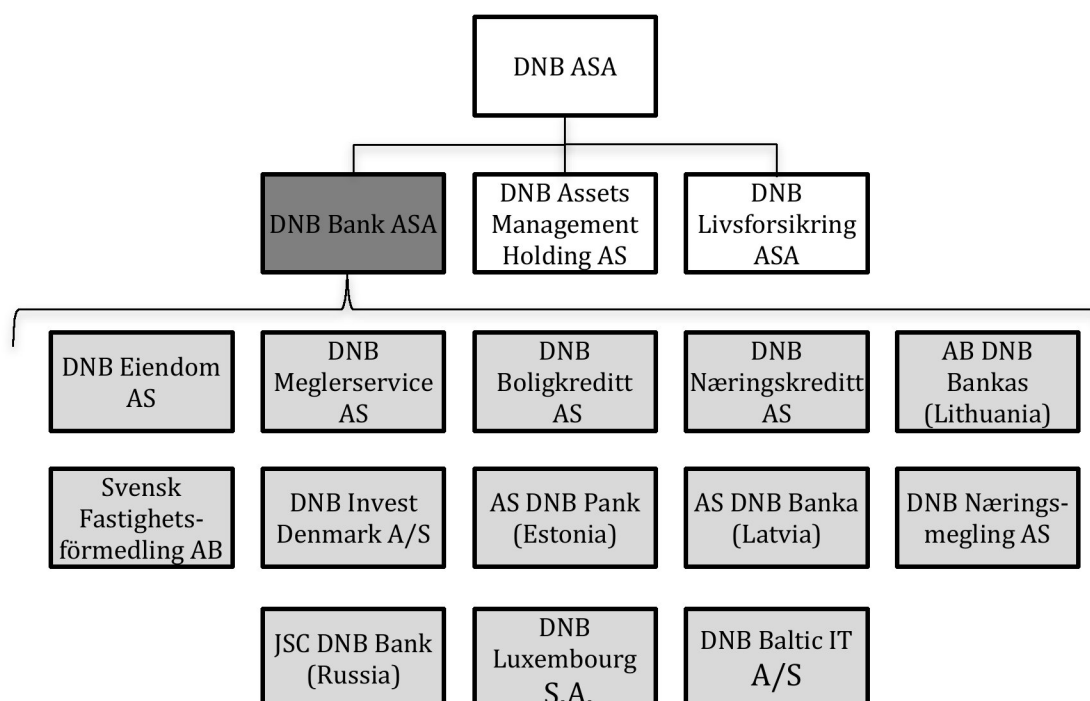 DNB ASA
DNB Bank ASA
DNB Assets
Management
Holding AS
DNB
Livsforsikring
ASA
DNB Eiendom
AS
DNB
Meglerservice
AS
DNB
Boligkreditt
AS
DNB
Næringskreditt
AS
AB DNB
Bankas
(Lithuania)
Svensk
Fastighets-
förmedling AB
DNB Invest
Denmark A/S
AS DNB Pank
(Estonia)
AS DNB Banka
(Latvia)
DNB Nærings-
megling AS
JSC DNB Bank
(Russia)
DNB
Luxembourg
S.A.
DNB Baltic IT
A/S